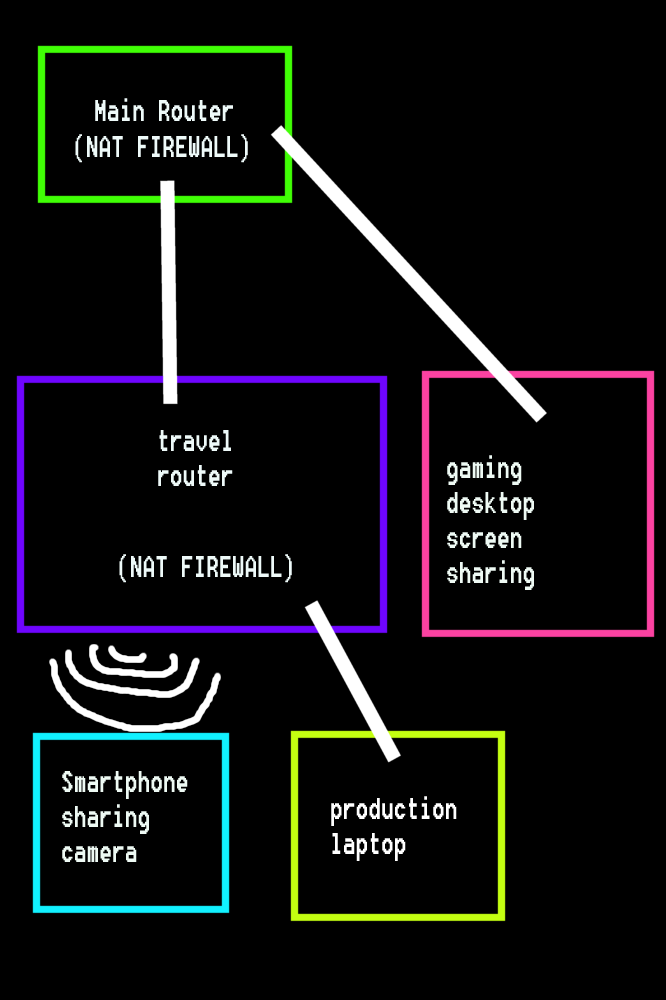 Main Router
(NAT FIREWALL)
travel
router
(NAT FIREWALL)
gaming
desktop
screen
sharing
Smartphone
sharing
camera
production
laptop